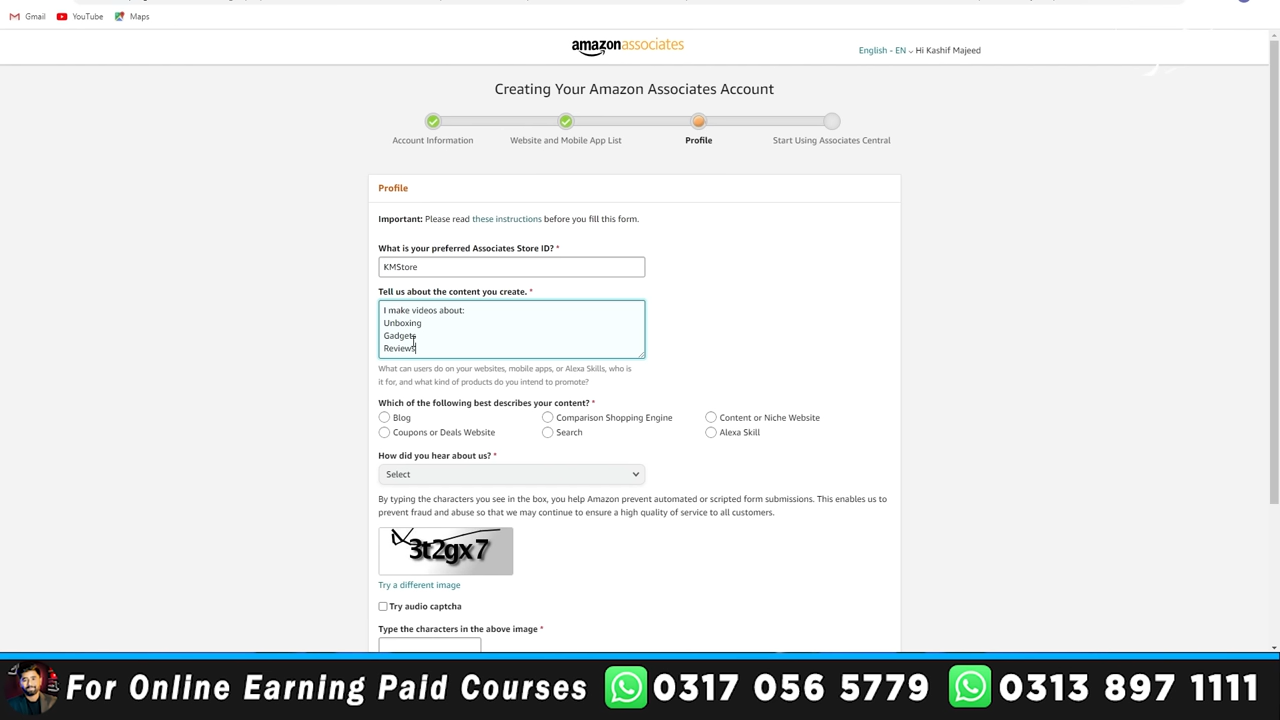 Gmail YouTube Maps
amazonassociates
English - EN Hi Kashif Majeed
Creating Your Amazon Associates Account
Account Information Website and Mobile App List Profile Start Using Associates Central
Profile
Important: Please read these instructions before you fill this form.
What is your preferred Associates Store ID? *
KMStore
Tell us about the content you create. *
I make videos about:
Unboxing
Gadgets
Reviews
What can users do on your websites, mobile apps, or Alexa Skills, who is
it for, and what kind of products do you intend to promote?
Which of the following best describes your content? *
Blog Comparison Shopping Engine Content or Niche Website
Coupons or Deals Website Search Alexa Skill
How did you hear about us? *
Select
By typing the characters you see in the box, you help Amazon prevent automated or scripted form submissions. This enables us to
prevent fraud and abuse so that we may continue to ensure a high quality of service to all customers.
3t2gx7
Try a different image
Try audio captcha
Type the characters in the above image *
For Online Earning Paid Courses 0317 056 5779 0313 897 1111